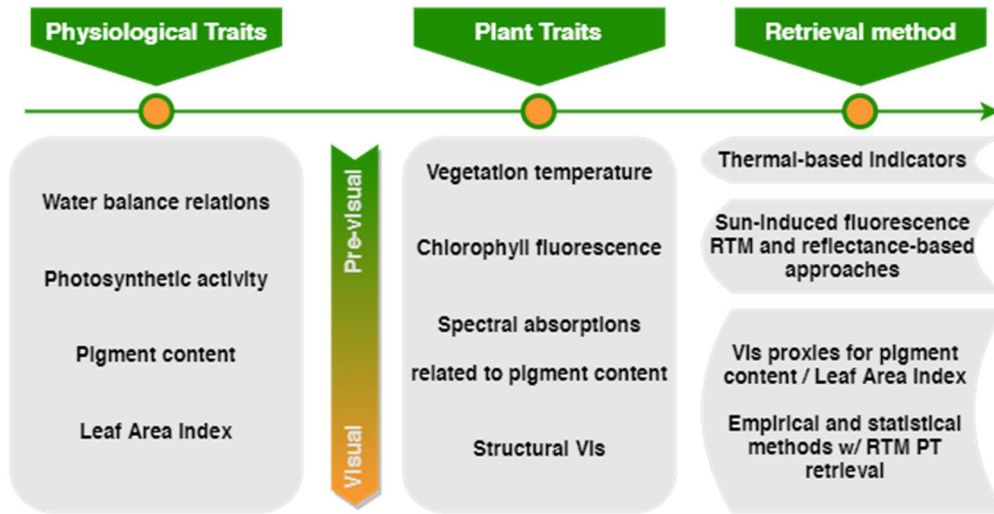 Physiological Traits
Plant Traits
Retrieval method
Water balance relations
Photosynthetic activity
Pigment content
Leaf Area Index
Pre-visual
Visual
Vegetation temperature
Chlorophyll fluorescence
Spectral absorptions
related to pigment content
Structural VIs
Thermal-based indicators
Sun-induced fluorescence
RTM and reflectance-based
approaches
VIs proxies for pigment
content / Leaf Area Index
Empirical and statistical
methods w/ RTM PT
retrieval